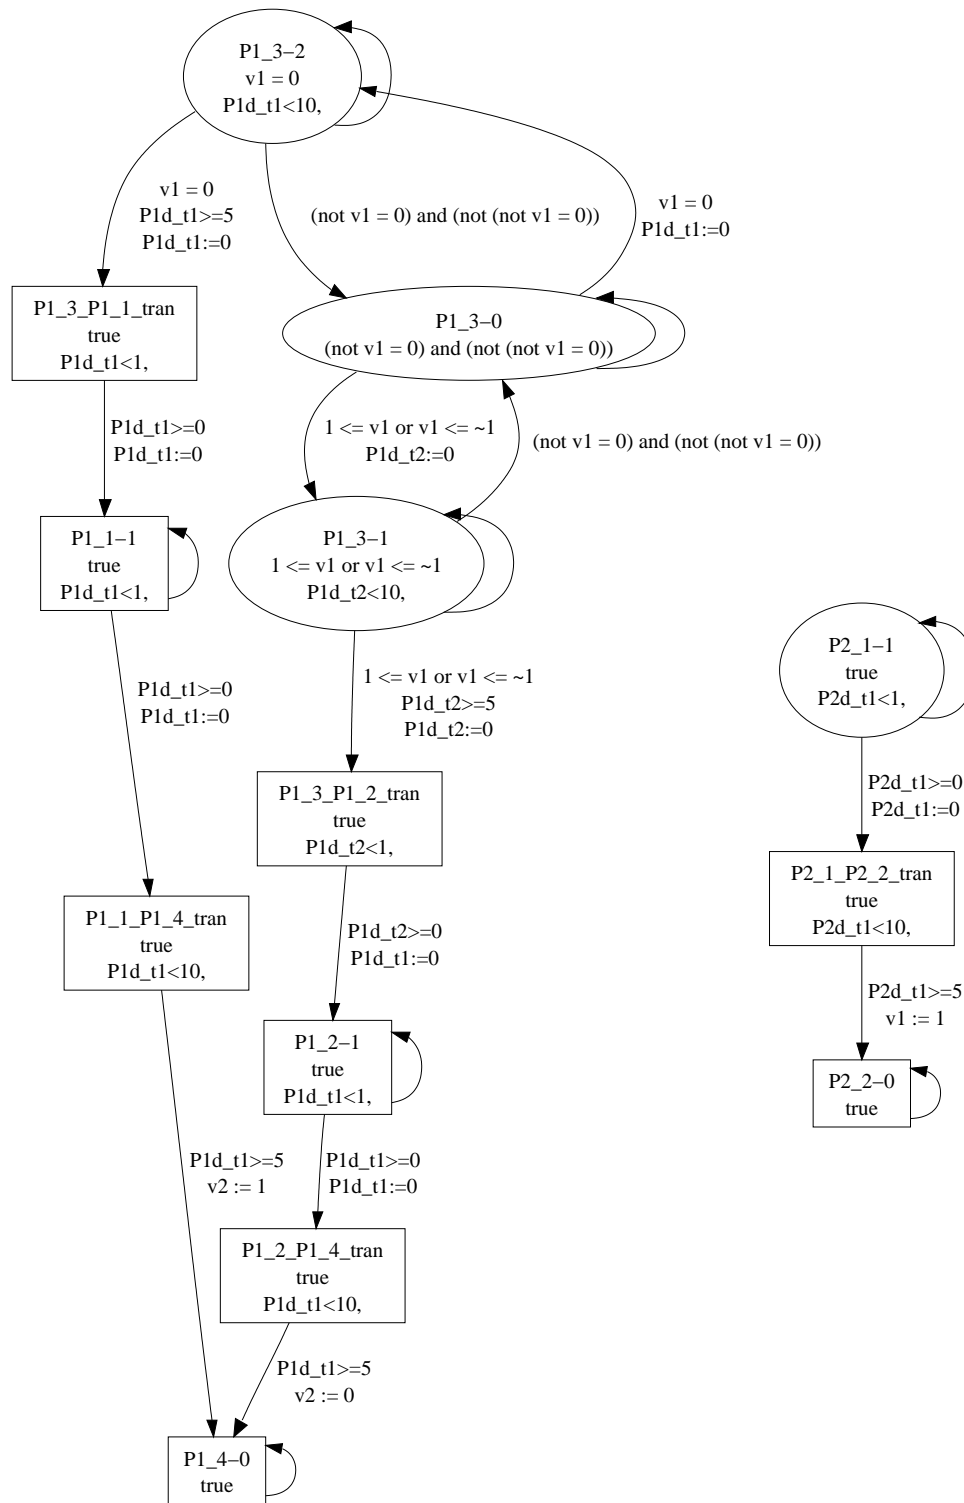 P1_3−2
v1 = 0
P1d_t1<10,
v1 = 0
P1d_t1>=5
P1d_t1:=0
(not v1 = 0) and (not (not v1 = 0))
v1 = 0
P1d_t1:=0
P1_3_P1_1_tran
true
P1d_t1<1,
P1_3−0
(not v1 = 0) and (not (not v1 = 0))
P1d_t1>=0
P1d_t1:=0
1 <= v1 or v1 <= ~1
P1d_t2:=0
(not v1 = 0) and (not (not v1 = 0))
P1_1−1
true
P1d_t1<1,
P1_3−1
1 <= v1 or v1 <= ~1
P1d_t2<10,
P1d_t1>=0
P1d_t1:=0
1 <= v1 or v1 <= ~1
P1d_t2>=5
P1d_t2:=0
P2_1−1
true
P2d_t1<1,
P1_3_P1_2_tran
true
P1d_t2<1,
P2d_t1>=0
P2d_t1:=0
P1_1_P1_4_tran
true
P1d_t1<10,
P1d_t2>=0
P1d_t1:=0
P2_1_P2_2_tran
true
P2d_t1<10,
P1_2−1
true
P1d_t1<1,
P2d_t1>=5
v1 := 1
P2_2−0
true
P1d_t1>=5
v2 := 1
P1d_t1>=0
P1d_t1:=0
P1_2_P1_4_tran
true
P1d_t1<10,
P1d_t1>=5
v2 := 0
P1_4−0
true